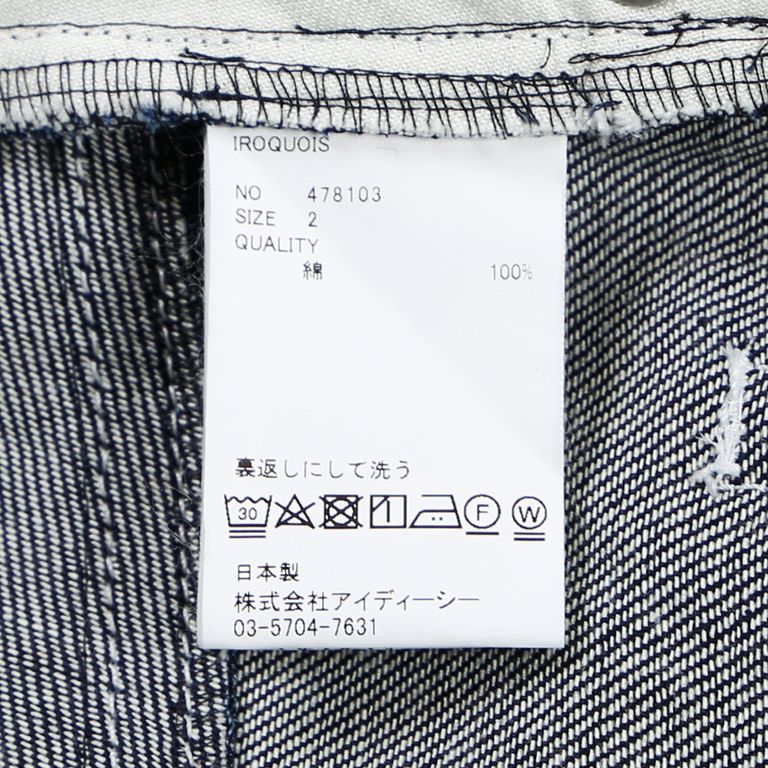 IROQUOIS
NO 478103
SIZE 2
QUALITY
綿 100%
裏返しにして洗う
30 F W
日本製
株式会社アイディーシー
03-5704-7631